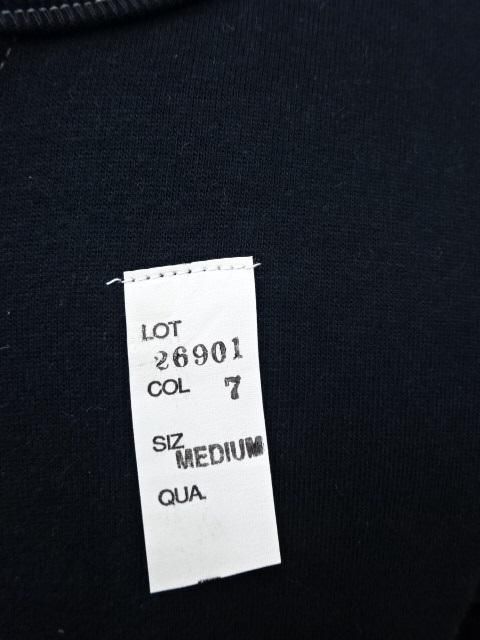 LOT
26901
COL 7
SIZ
MEDIUM
QUA.